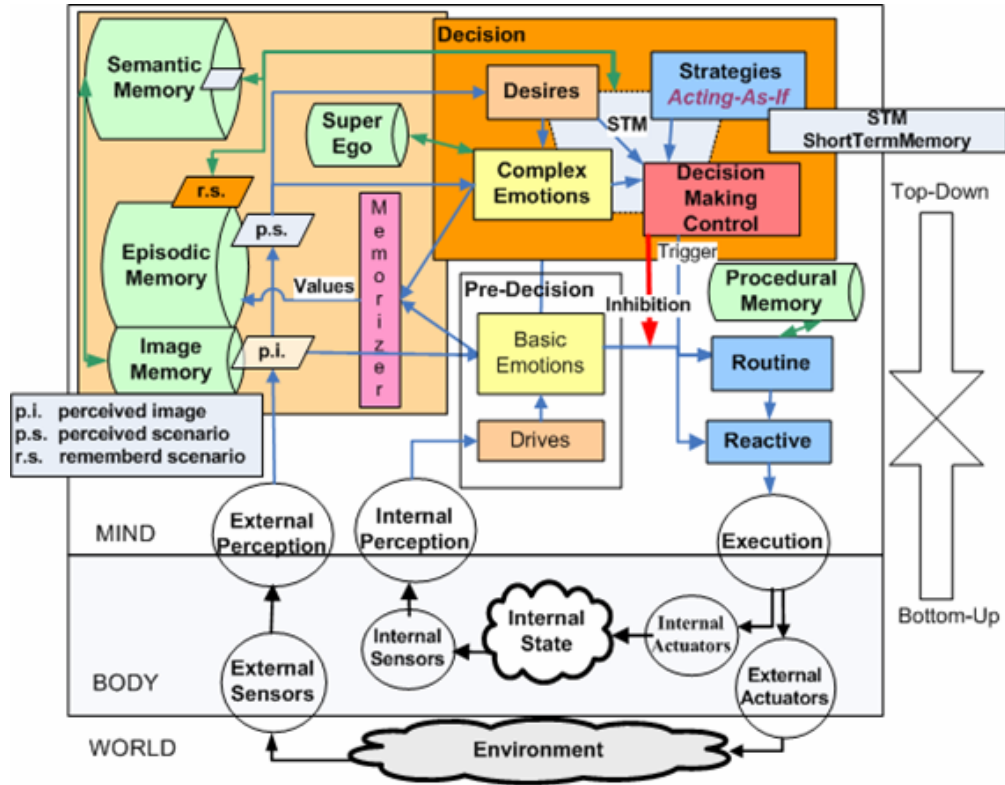 Decision
Semantic
Memory
Desires
Strategies
Acting-As-If
STM
STM
ShortTermMemory
Super
Ego
Complex
Emotions
Decision
Making
Control
r.s.
p.s.
Memorizer
Top-Down
Trigger
Episodic
Memory
Values
Pre-Decision
Inhibition
Procedural
Memory
Image
Memory
p.i.
Basic
Emotions
Routine
p.i. perceived image
p.s. perceived scenario
r.s. rememberd scenario
Drives
Reactive
MIND
External
Perception
Internal
Perception
Execution
Bottom-Up
Internal
State
Internal
Sensors
Internal
Actuators
BODY
External
Sensors
External
Actuators
WORLD
Environment